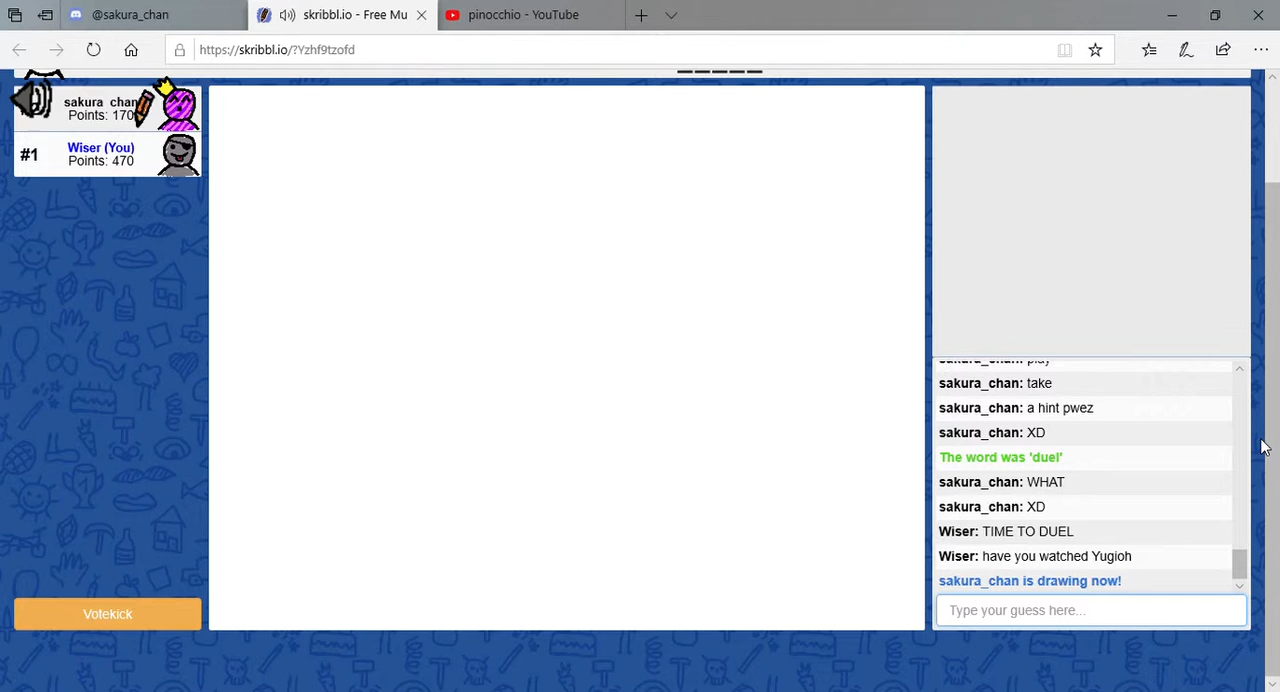 @sakura_chan
skribbl.io - Free Mu
pinocchio - YouTube
https://skribbl.io/?Yzhf9tzofd
sakura_chan
Points: 170
#1
Wiser (You)
Points: 470
Votekick
sakura_chan: play
sakura_chan: take
sakura_chan: a hint pwez
sakura_chan: XD
The word was 'duel'
sakura_chan: WHAT
sakura_chan: XD
Wiser: TIME TO DUEL
Wiser: have you watched Yugioh
sakura_chan is drawing now!
Type your guess here...